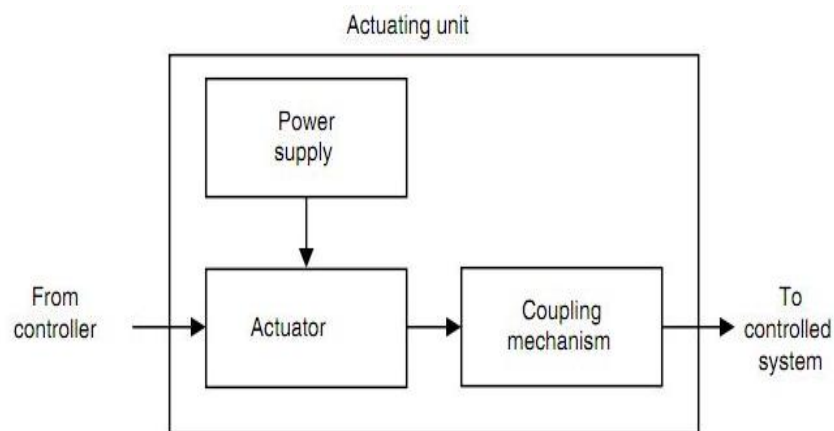 Actuating unit
Power
supply
From
controller
Actuator
Coupling
mechanism
To
controlled
system